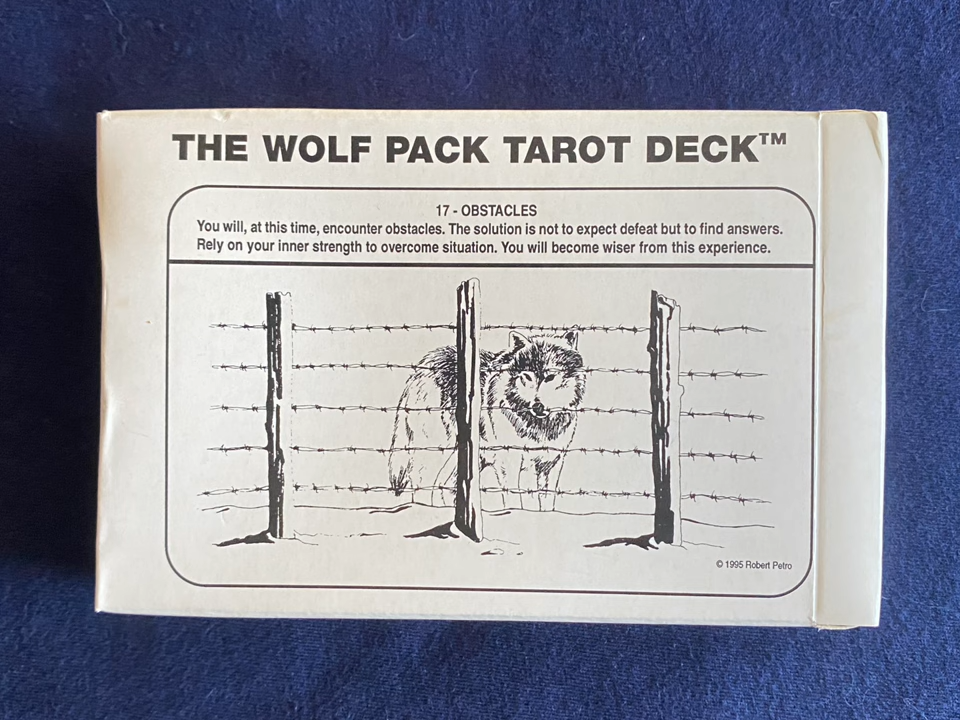 THE WOLF PACK TAROT DECK™
17 - OBSTACLES
You will, at this time, encounter obstacles. The solution is not to expect defeat but to find answers.
Rely on your inner strength to overcome situation. You will become wiser from this experience.
© 1995 Robert Petro